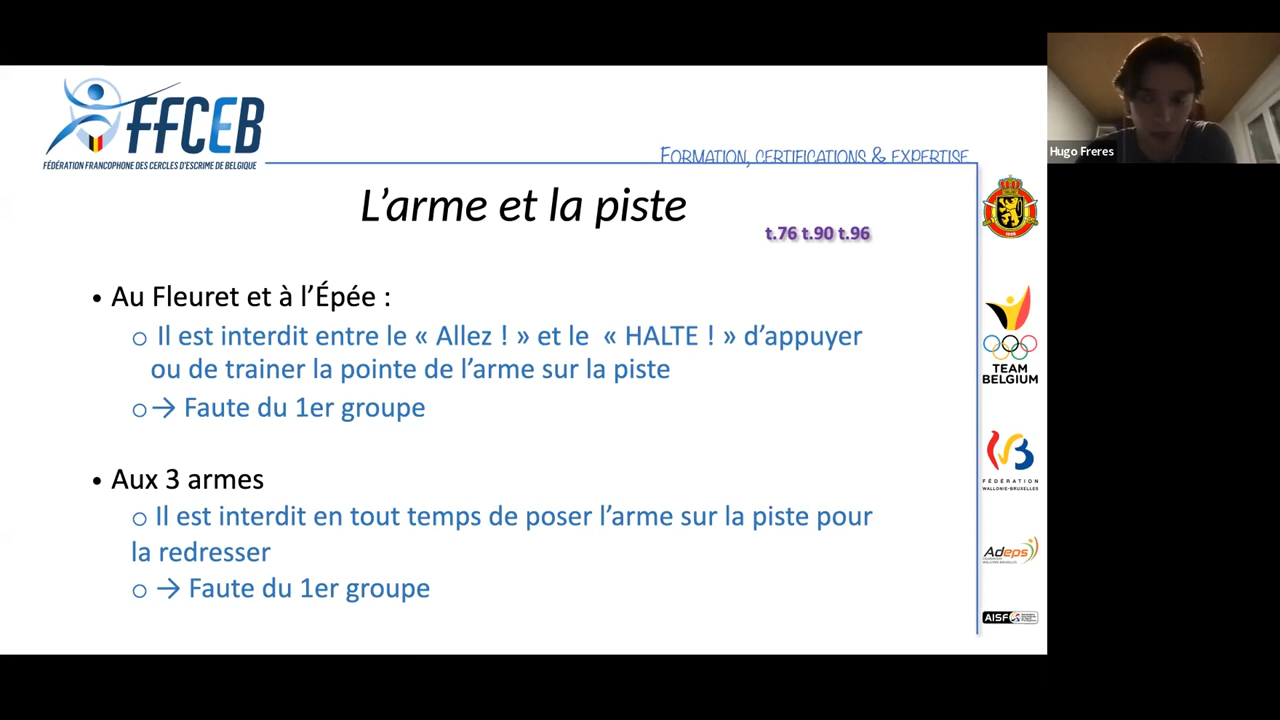 FFCEB
FÉDÉRATION FRANCOPHONE DES CERCLES D'ESCRIME DE BELGIQUE
FORMATION, CERTIFICATIONS & EXPERTISE
L'arme et la piste
t.76 t.90 t.96
• Au Fleuret et à l'Épée :
o Il est interdit entre le « Allez ! » et le « HALTE ! » d'appuyer
ou de trainer la pointe de l'arme sur la piste
o → Faute du 1er groupe
• Aux 3 armes
o Il est interdit en tout temps de poser l'arme sur la piste pour
la redresser
o → Faute du 1er groupe
Hugo Freres
TEAM
BELGIUM
FÉDÉRATION
WALLONIE-BRUXELLES
Adeps
AISF